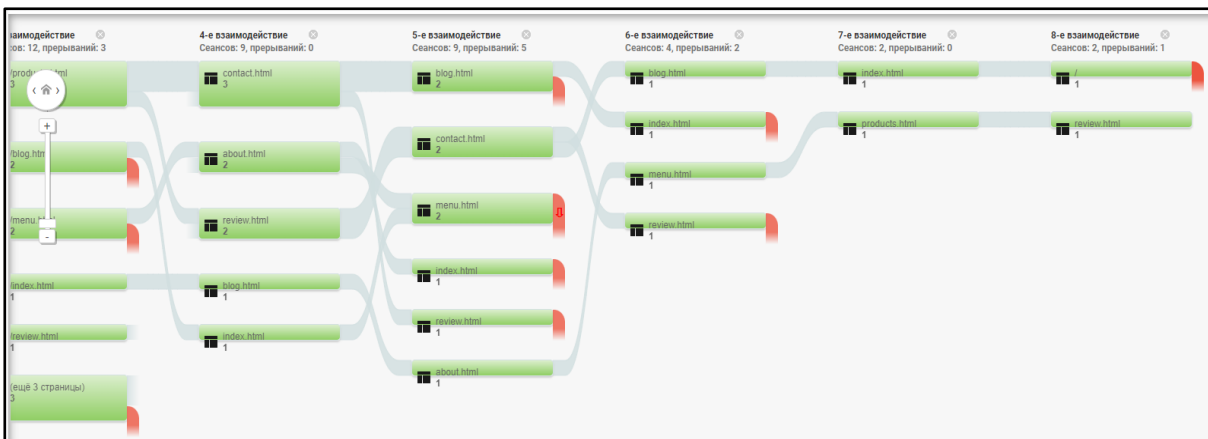 заимодействие
ов: 12, прерываний: 3
/products.html
3
+
/blog.html
2
/menu.html
2
-
/index.html
1
/review.html
1
(ещё 3 страницы)
3
4-е взаимодействие
Сеансов: 9, прерываний: 0
contact.html
3
about.html
2
review.html
2
blog.html
1
index.html
1
5-е взаимодействие
Сеансов: 9, прерываний: 5
blog.html
2
contact.html
2
menu.html
2
index.html
1
review.html
1
about.html
1
6-е взаимодействие
Сеансов: 4, прерываний: 2
blog.html
1
index.html
1
menu.html
1
review.html
1
7-е взаимодействие
Сеансов: 2, прерываний: 0
index.html
1
products.html
1
8-е взаимодействие
Сеансов: 2, прерываний: 1
/
1
review.html
1